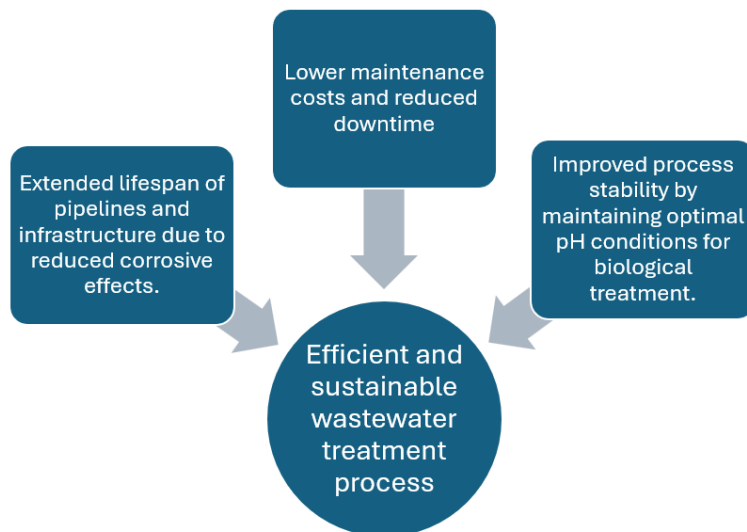 Lower maintenance
costs and reduced
downtime
Extended lifespan of
pipelines and
infrastructure due to
reduced corrosive
effects.
Improved process
stability by
maintaining optimal
pH conditions for
biological
treatment.
Efficient and
sustainable
wastewater
treatment
process